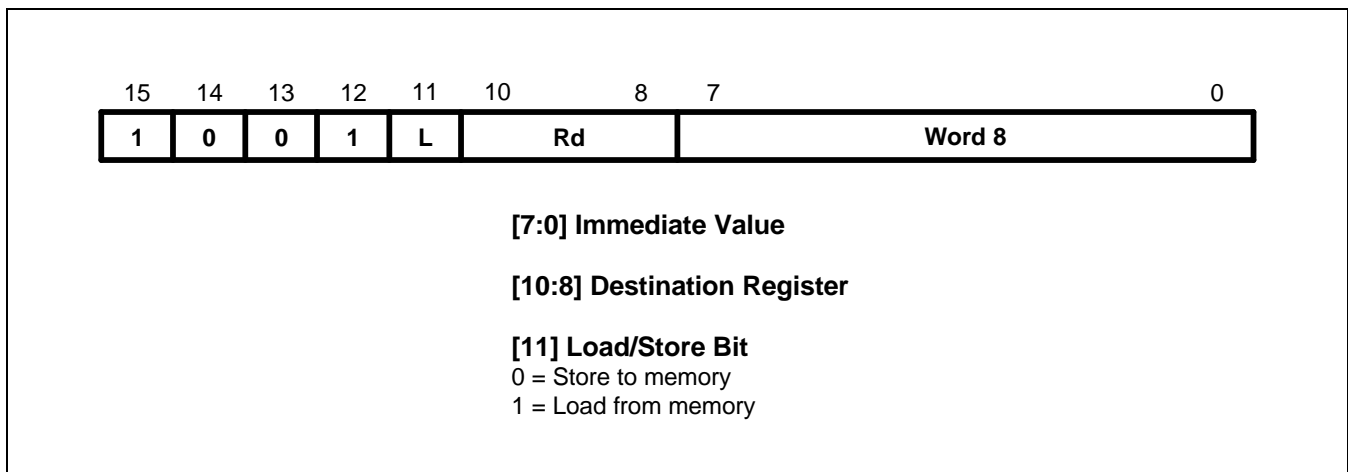 15 14 13 12 11 10 8 7 0
1 0 0 1 L Rd Word 8
[7:0] Immediate Value
[10:8] Destination Register
[11] Load/Store Bit
0 = Store to memory
1 = Load from memory